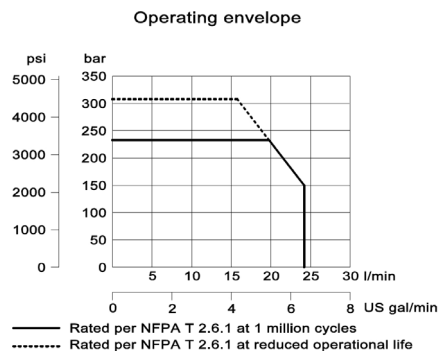 Operating envelope
psi bar
5000 350
4000 300
3000 250
2000 200
1000 150
0 100
50
0
5 10 15 20 25 30 l/min
0 2 4 6 8 US gal/min
Rated per NFPA T 2.6.1 at 1 million cycles
Rated per NFPA T 2.6.1 at reduced operational life